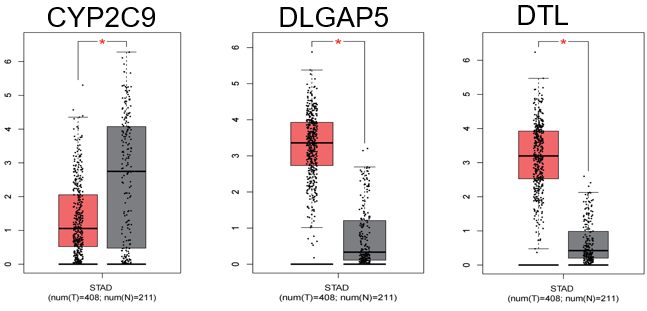 CYP2C9
DLGAP5
DTL
*
*
*
6
5
4
3
2
1
0
6
5
4
3
2
1
0
6
5
4
3
2
1
0
STAD
(num(T)=408; num(N)=211)
STAD
(num(T)=408; num(N)=211)
STAD
(num(T)=408; num(N)=211)